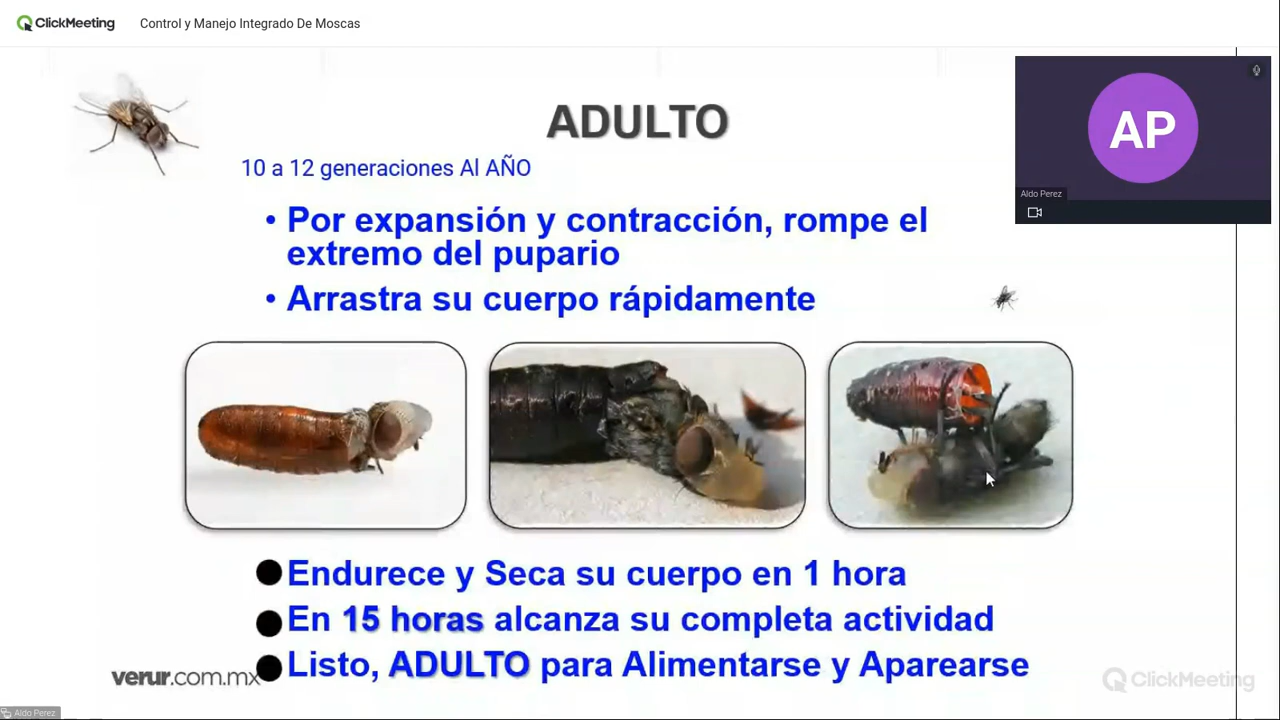 ClickMeeting
Control y Manejo Integrado De Moscas
AP
Aldo Perez
ADULTO
10 a 12 generaciones Al AÑO
• Por expansión y contracción, rompe el
extremo del pupario
• Arrastra su cuerpo rápidamente
● Endurece y Seca su cuerpo en 1 hora
● En 15 horas alcanza su completa actividad
● Listo, ADULTO para Alimentarse y Aparearse
verur.com.mx
ClickMeeting
Aldo Perez